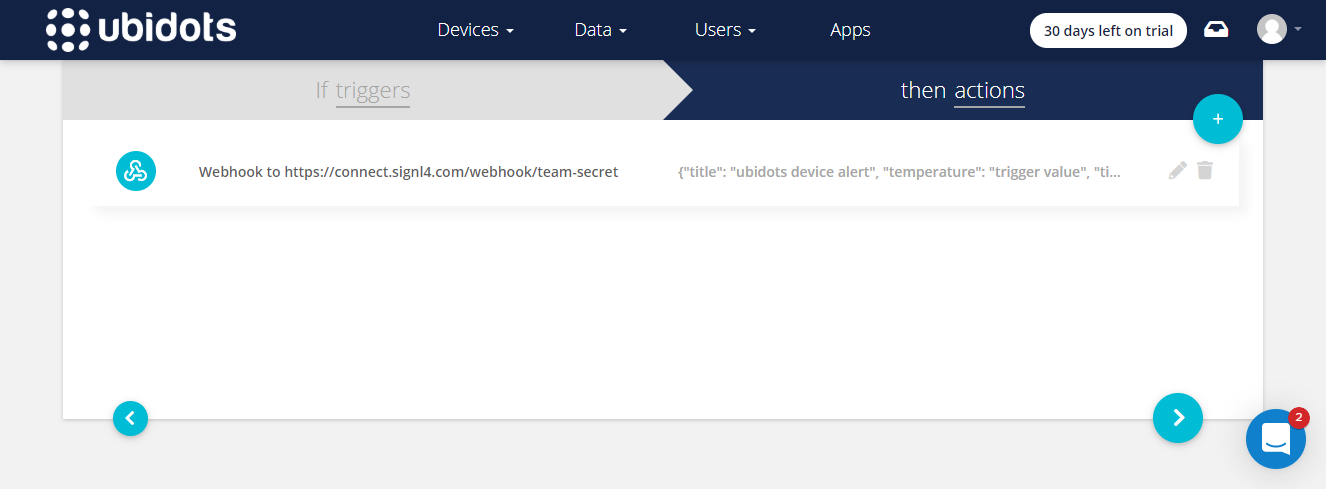 ubidots
Devices
Data
Users
Apps
30 days left on trial
If triggers
then actions
+
Webhook to https://connect.signl4.com/webhook/team-secret
{"title": "ubidots device alert", "temperature": "trigger value", "ti...
2